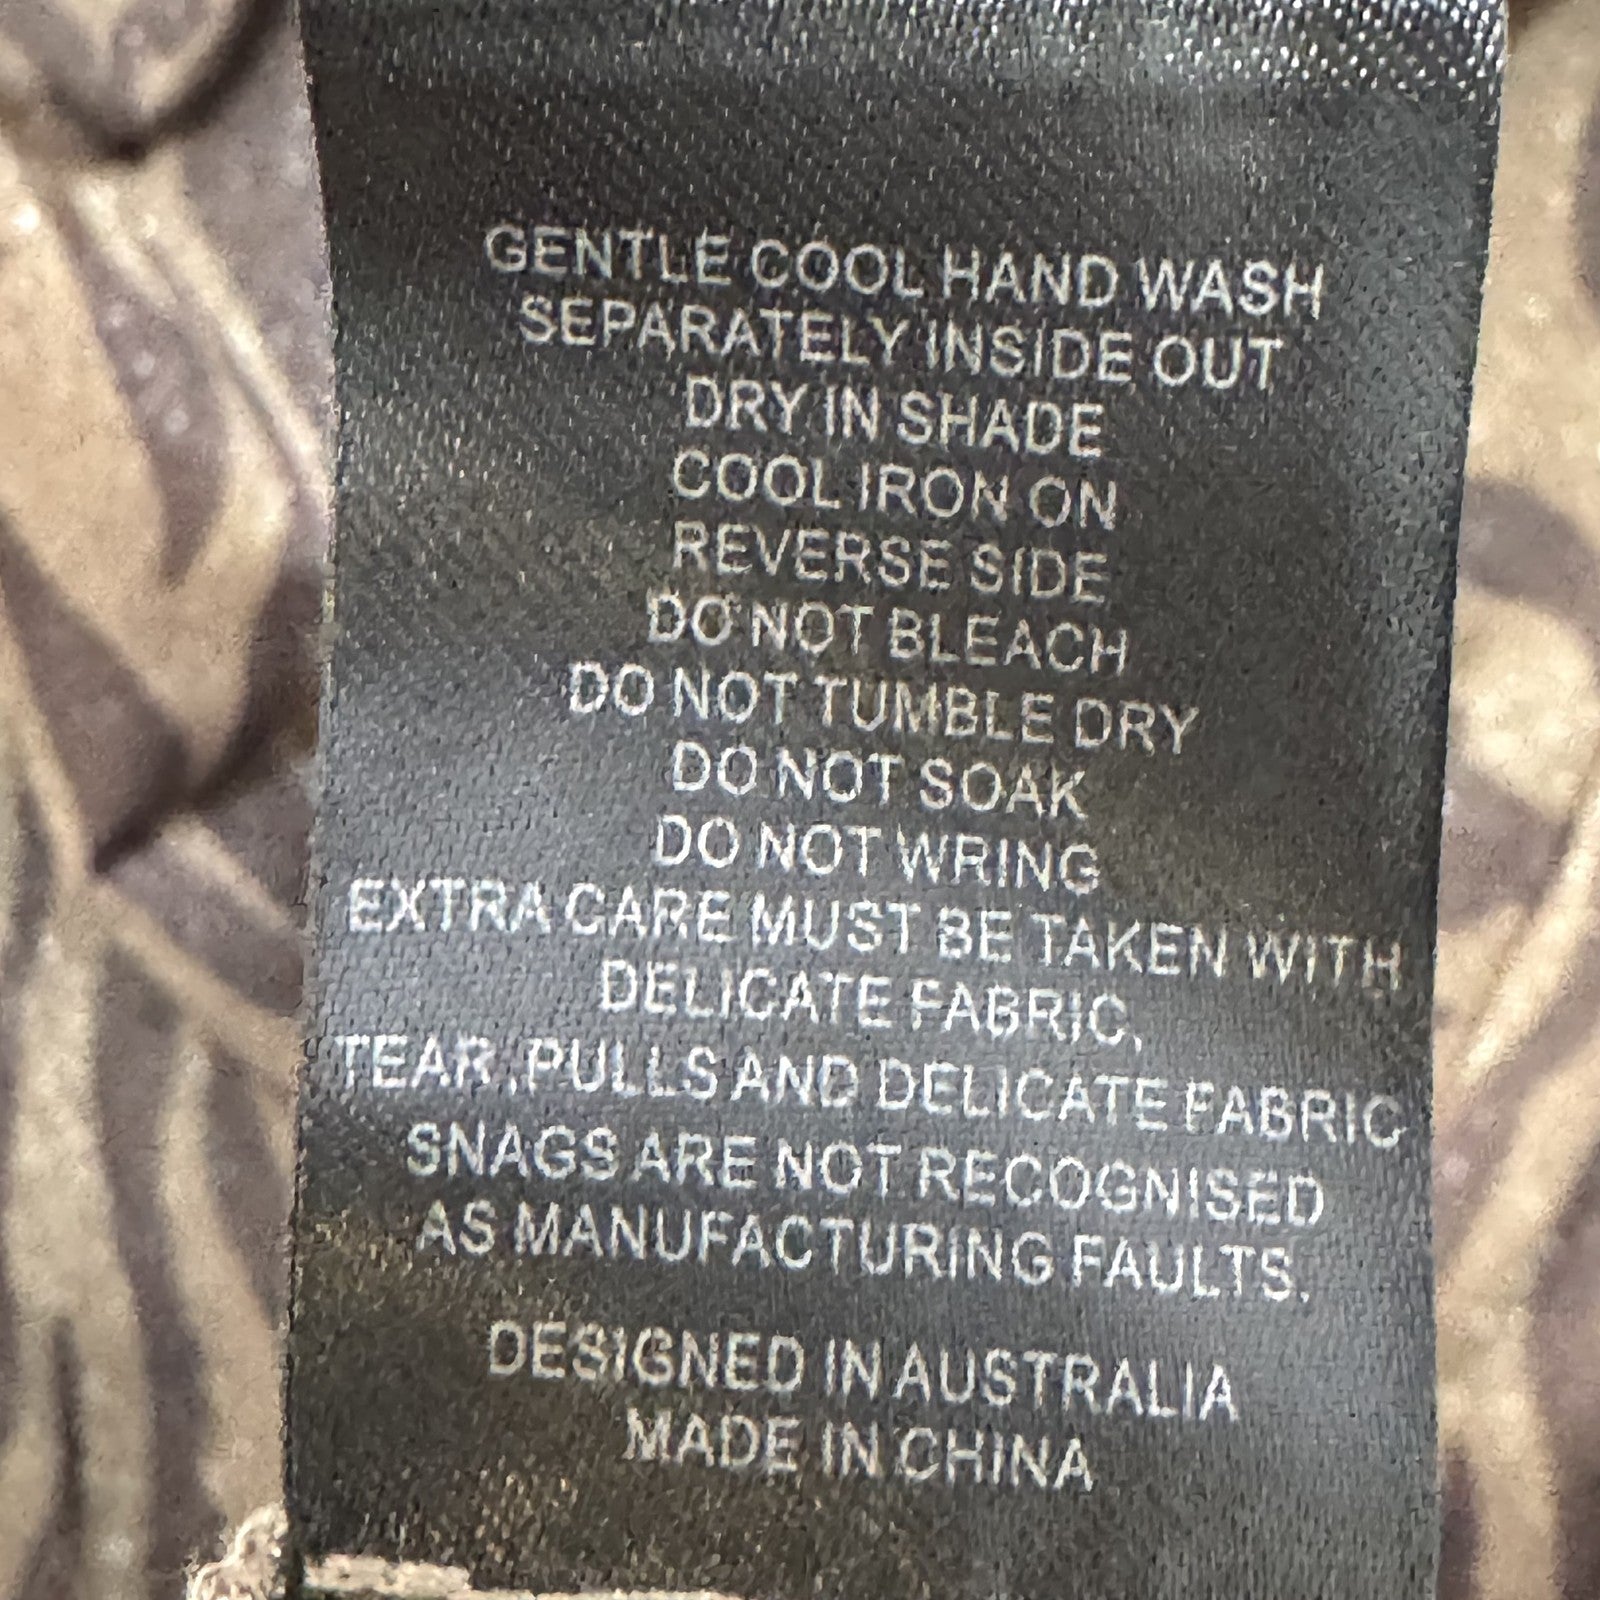 GENTLE COOL HAND WASH
SEPARATELY INSIDE OUT
DRY IN SHADE
COOL IRON ON
REVERSE SIDE
DO NOT BLEACH
DO NOT TUMBLE DRY
DO NOT SOAK
DO NOT WRING
EXTRA CARE MUST BE TAKEN WITH
DELICATE FABRIC,
TEAR ,PULLS AND DELICATE FABRIC
SNAGS ARE NOT RECOGNISED
AS MANUFACTURING FAULTS.
DESIGNED IN AUSTRALIA
MADE IN CHINA